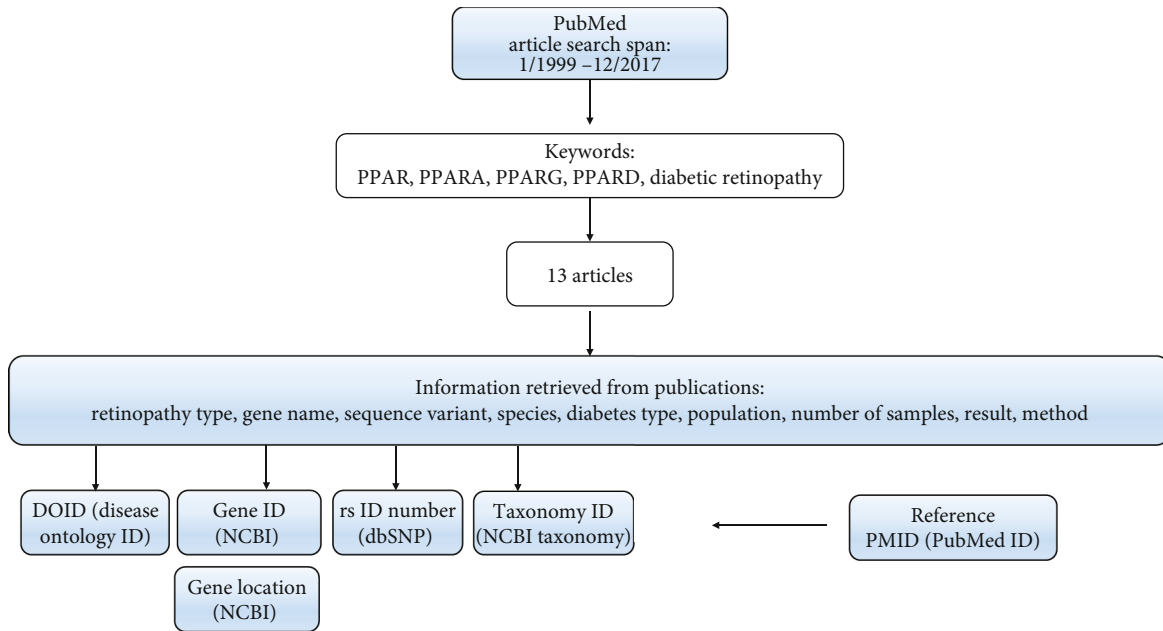 PubMed
article search span:
1/1999 –12/2017
Keywords:
PPAR, PPARA, PPARG, PPARD, diabetic retinopathy
13 articles
Information retrieved from publications:
retinopathy type, gene name, sequence variant, species, diabetes type, population, number of samples, result, method
DOID (disease
ontology ID)
Gene ID
(NCBI)
rs ID number
(dbSNP)
Taxonomy ID
(NCBI taxonomy)
Reference
PMID (PubMed ID)
Gene location
(NCBI)